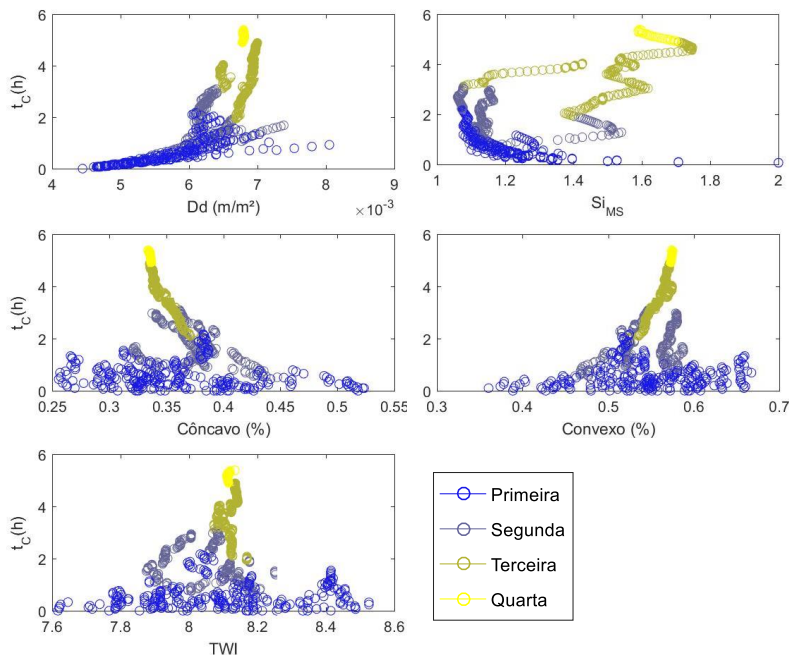 6
4
2
0
t_C(h)
4 5 6 7 8 9
Dd (m/m²)
×10^-3
6
4
2
0
t_C(h)
1 1.2 1.4 1.6 1.8 2
Si_MS
6
4
2
0
t_C(h)
0.25 0.3 0.35 0.4 0.45 0.5 0.55
Côncavo (%)
6
4
2
0
0.3 0.4 0.5 0.6 0.7
Convexo (%)
6
4
2
0
t_C(h)
7.6 7.8 8 8.2 8.4 8.6
TWI
Primeira
Segunda
Terceira
Quarta